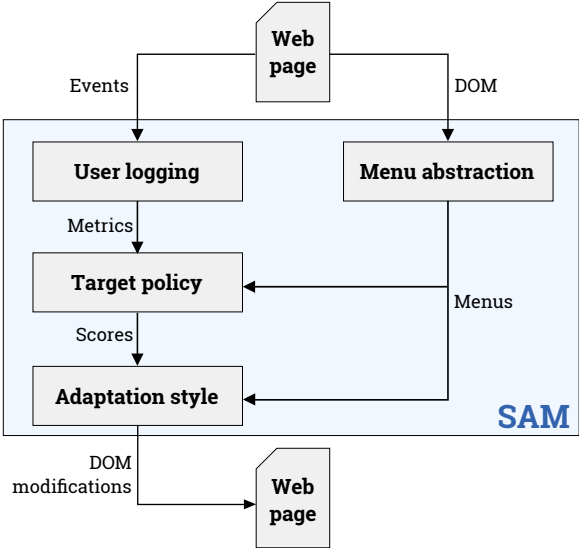 Web
page
Events
DOM
User logging
Menu abstraction
Metrics
Target policy
Menus
Scores
Adaptation style
SAM
DOM
modifications
Web
page